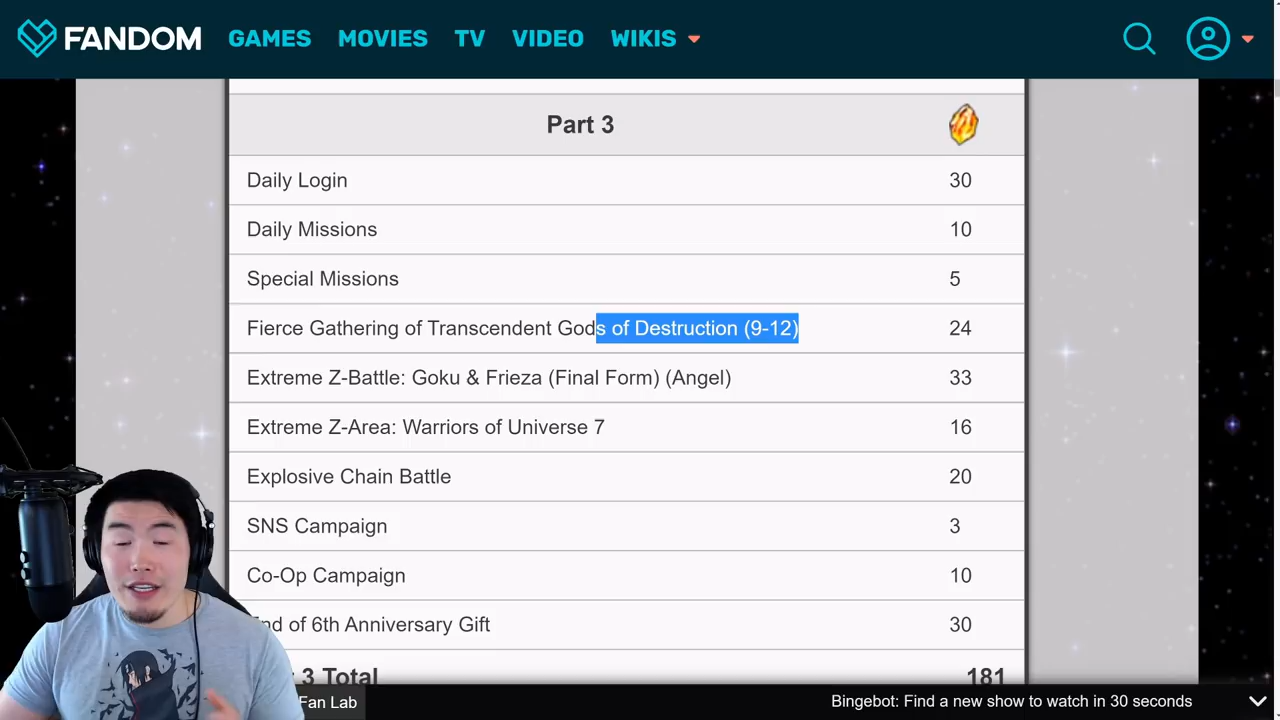 FANDOM GAMES MOVIES TV VIDEO WIKIS
Part 3
Daily Login 30
Daily Missions 10
Special Missions 5
Fierce Gathering of Transcendent Gods of Destruction (9-12) 24
Extreme Z-Battle: Goku & Frieza (Final Form) (Angel) 33
Extreme Z-Area: Warriors of Universe 7 16
Explosive Chain Battle 20
SNS Campaign 3
Co-Op Campaign 10
nd of 6th Anniversary Gift 30
3 Total 181
Fan Lab Bingebot: Find a new show to watch in 30 seconds